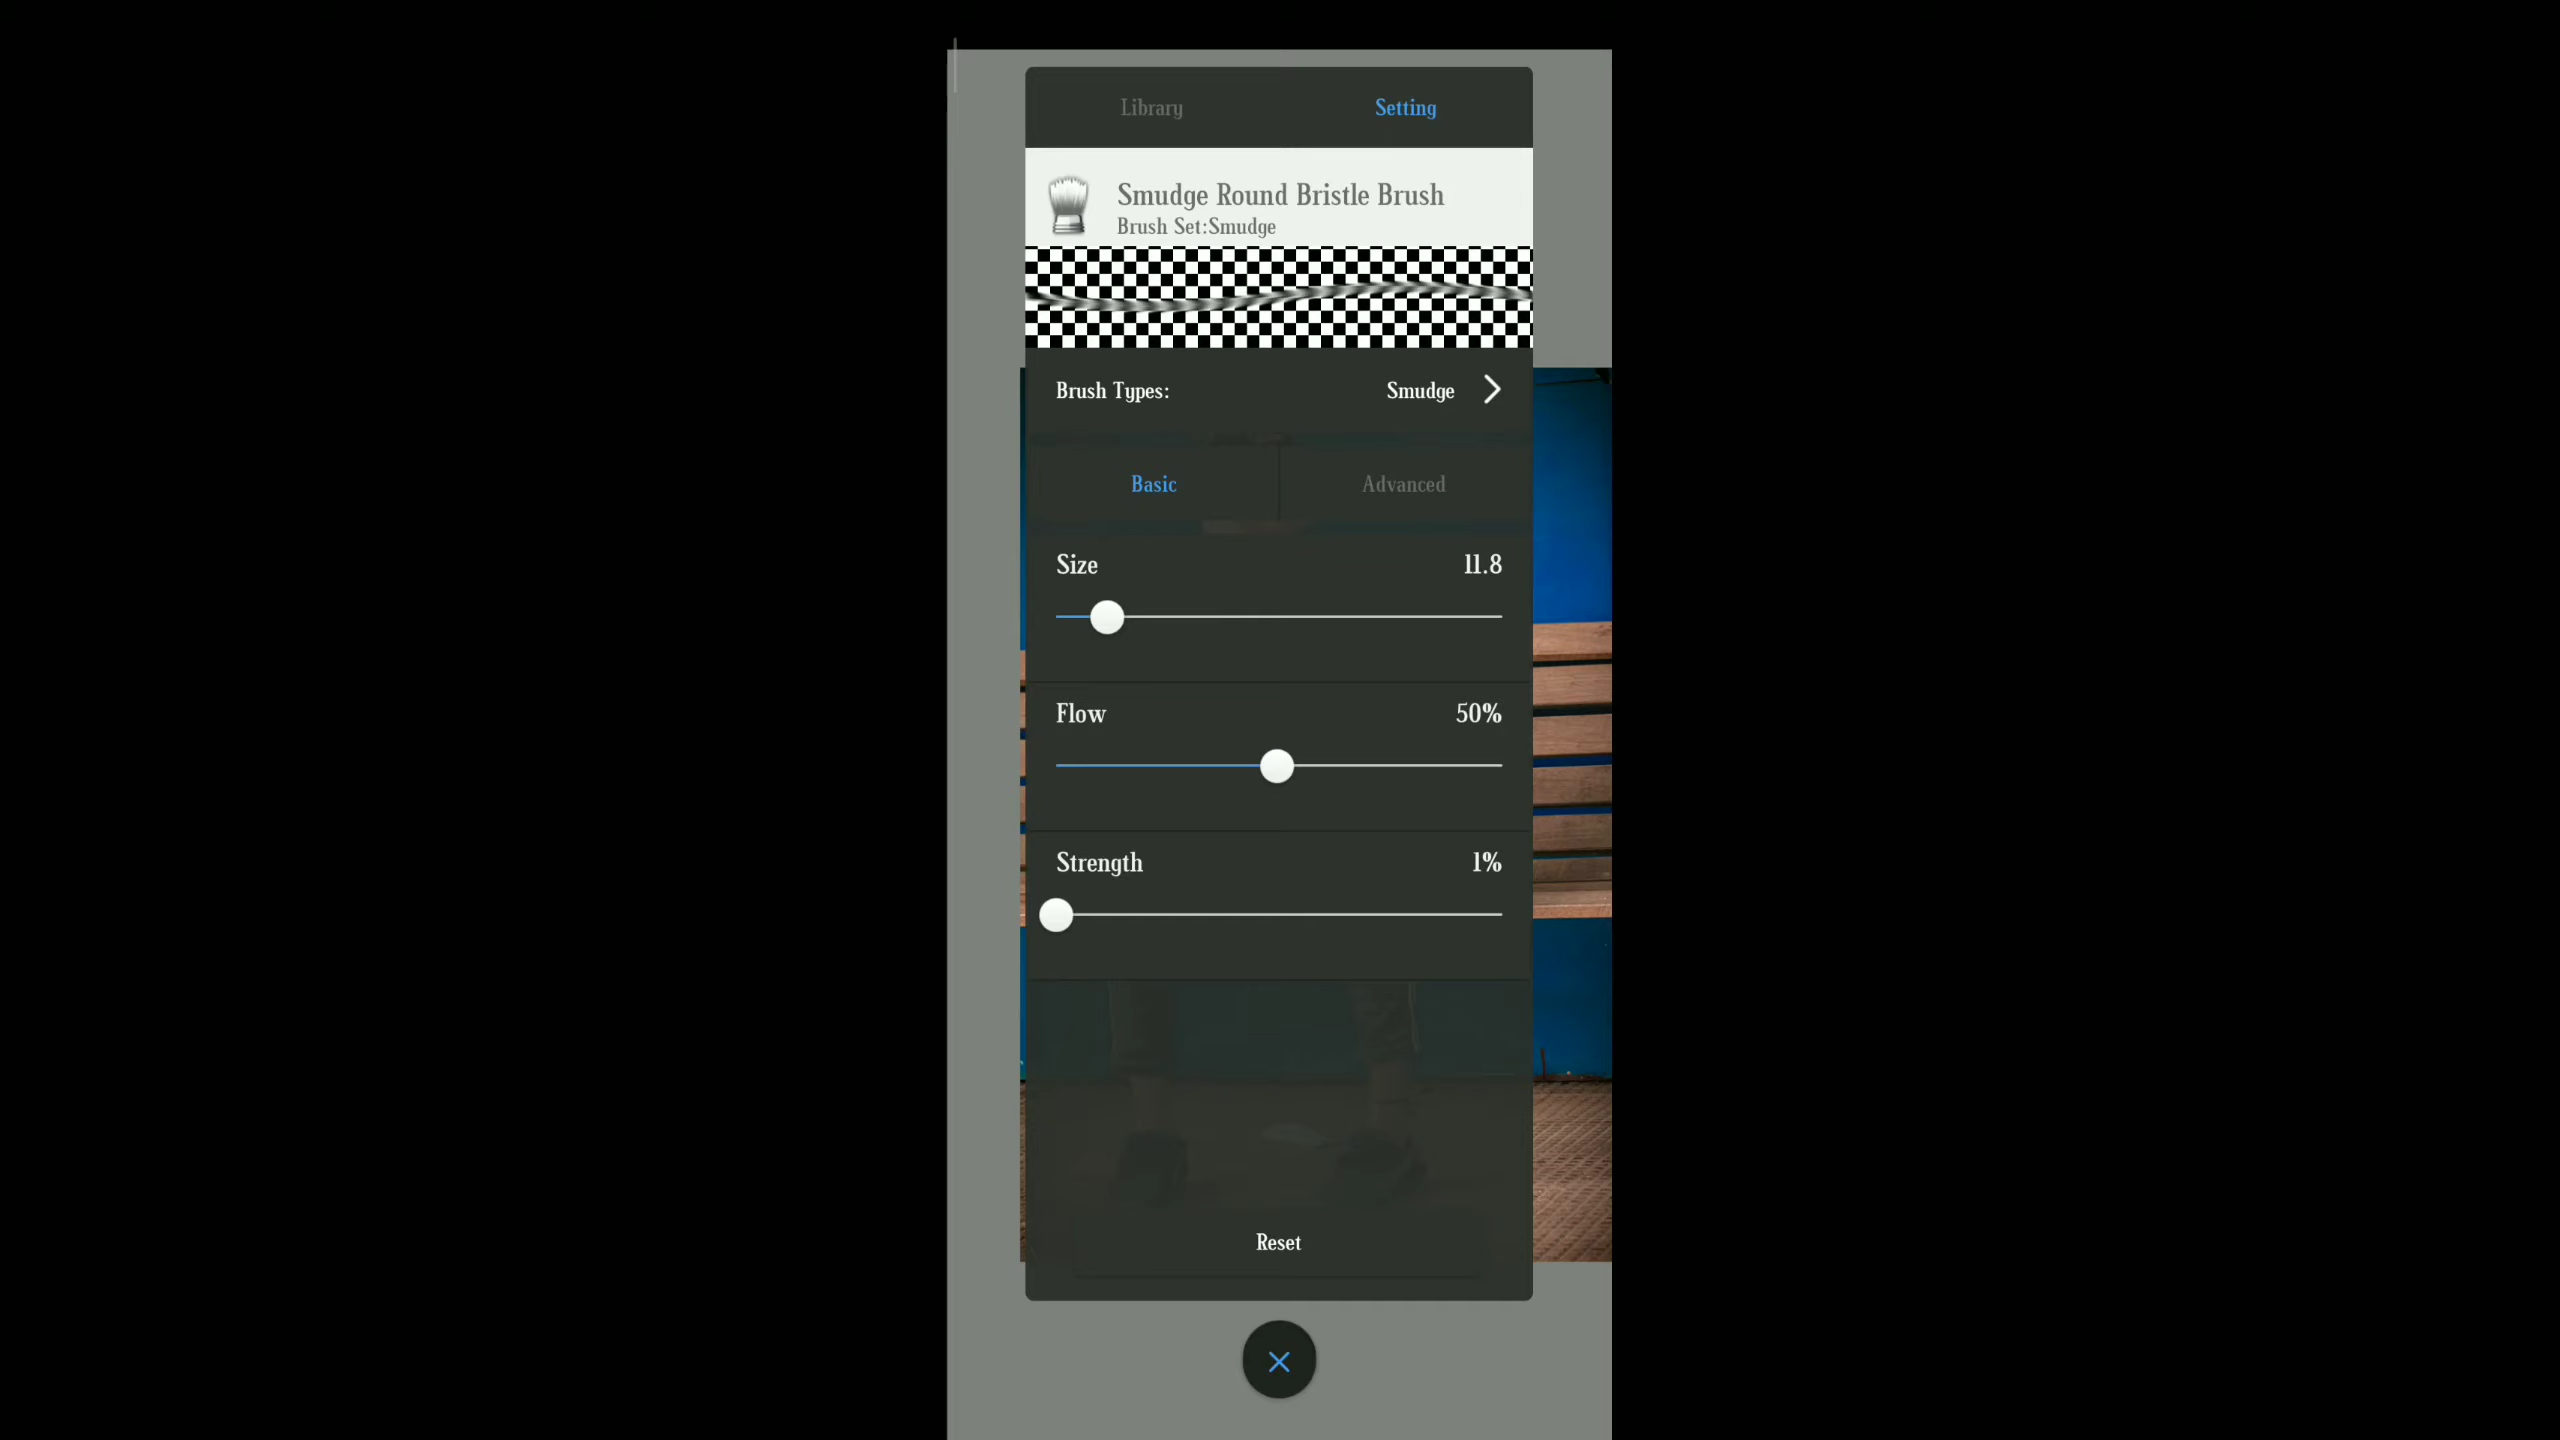 Library Setting
Smudge Round Bristle Brush
Brush Set:Smudge
Brush Types: Smudge
Basic Advanced
Size 11.8
Flow 50%
Strength 1%
Reset